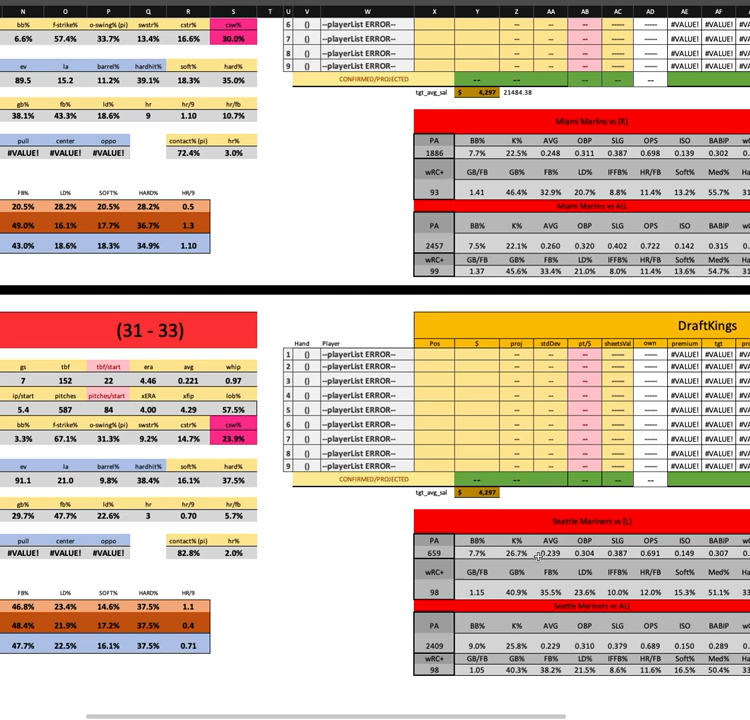 N O P Q R S T U V W X Y Z AA AB AC AD AE AF
bb% f-strike% o-swing% (pi) swstr% cstr% csw% 6 () --playerList ERROR-- -- -- ----- ----- #VALUE! #VALUE! #V
6.6% 57.4% 33.7% 13.4% 16.6% 30.0% 7 () --playerList ERROR-- -- -- ----- ----- #VALUE! #VALUE! #V
8 () --playerList ERROR-- -- -- ----- ----- #VALUE! #VALUE! #V
ev la barrel% hardhit% soft% hard% 9 () --playerList ERROR-- -- -- ----- ----- #VALUE! #VALUE! #V
89.5 15.2 11.2% 39.1% 18.3% 35.0% CONFIRMED/PROJECTED -- -- --
tgt_avg_sal $ 4,297 21484.38
gb% fb% ld% hr hr/9 hr/fb
38.1% 43.3% 18.6% 9 1.10 10.7%
Miami Marlins vs (R)
pull center oppo contact% (pi) hr% PA BB% K% AVG OBP SLG OPS ISO BABIP
#VALUE! #VALUE! #VALUE! 72.4% 3.0% 1886 7.7% 22.5% 0.248 0.311 0.387 0.698 0.139 0.302 0.
wRC+ GB/FB GB% FB% LD% IFFB% HR/FB Soft% Med% Ha
FB% LD% SOFT% HARD% HR/9 93 1.41 46.4% 32.9% 20.7% 8.8% 11.4% 13.2% 55.7% 31
20.5% 28.2% 20.5% 28.2% 0.5 Miami Marlins vs ALL
49.0% 16.1% 17.7% 36.7% 1.3 PA BB% K% AVG OBP SLG OPS ISO BABIP
43.0% 18.6% 18.3% 34.9% 1.10 2457 7.5% 22.1% 0.260 0.320 0.402 0.722 0.142 0.315 0.
wRC+ GB/FB GB% FB% LD% IFFB% HR/FB Soft% Med% Ha
99 1.37 45.6% 33.4% 21.0% 8.0% 11.4% 13.6% 54.7% 31
(31 - 33) DraftKings
Hand Player Pos $ proj stdDev pt/$ sheetsVal own premium tgt pro
1 () --playerList ERROR-- -- -- ----- ----- #VALUE! #VALUE! #V
gs tbf tbf/start era avg whip 2 () --playerList ERROR-- -- -- ----- ----- #VALUE! #VALUE! #V
7 152 22 4.46 0.221 0.97 3 () --playerList ERROR-- -- -- ----- ----- #VALUE! #VALUE! #V
ip/start pitches pitches/start xERA xfip lob% 4 () --playerList ERROR-- -- -- ----- ----- #VALUE! #VALUE! #V
5.4 587 84 4.00 4.29 57.5% 5 () --playerList ERROR-- -- -- ----- ----- #VALUE! #VALUE! #V
bb% f-strike% o-swing% (pi) swstr% cstr% csw% 6 () --playerList ERROR-- -- -- ----- ----- #VALUE! #VALUE! #V
3.3% 67.1% 31.3% 9.2% 14.7% 23.9% 7 () --playerList ERROR-- -- -- ----- ----- #VALUE! #VALUE! #V
8 () --playerList ERROR-- -- -- ----- ----- #VALUE! #VALUE! #V
ev la barrel% hardhit% soft% hard% 9 () --playerList ERROR-- -- -- ----- ----- #VALUE! #VALUE! #V
91.1 21.0 9.8% 38.4% 16.1% 37.5% CONFIRMED/PROJECTED -- -- --
tgt_avg_sal $ 4,297
gb% fb% ld% hr hr/9 hr/fb
29.7% 47.7% 22.6% 3 0.70 5.7%
Seattle Mariners vs (L)
pull center oppo contact% (pi) hr% PA BB% K% AVG OBP SLG OPS ISO BABIP w
#VALUE! #VALUE! #VALUE! 82.8% 2.0% 659 7.7% 26.7% 0.239 0.304 0.387 0.691 0.149 0.307 0.
wRC+ GB/FB GB% FB% LD% IFFB% HR/FB Soft% Med% Ha
FB% LD% SOFT% HARD% HR/9 98 1.15 40.9% 35.5% 23.6% 10.0% 12.0% 15.3% 51.1% 33
46.8% 23.4% 14.6% 37.5% 1.1 Seattle Mariners vs ALL
48.4% 21.9% 17.2% 37.5% 0.4 PA BB% K% AVG OBP SLG OPS ISO BABIP w
47.7% 22.5% 16.1% 37.5% 0.71 2409 9.0% 25.8% 0.229 0.310 0.379 0.689 0.150 0.289 0.
wRC+ GB/FB GB% FB% LD% IFFB% HR/FB Soft% Med% Ha
98 1.05 40.3% 38.2% 21.5% 8.6% 11.6% 16.5% 50.4% 33